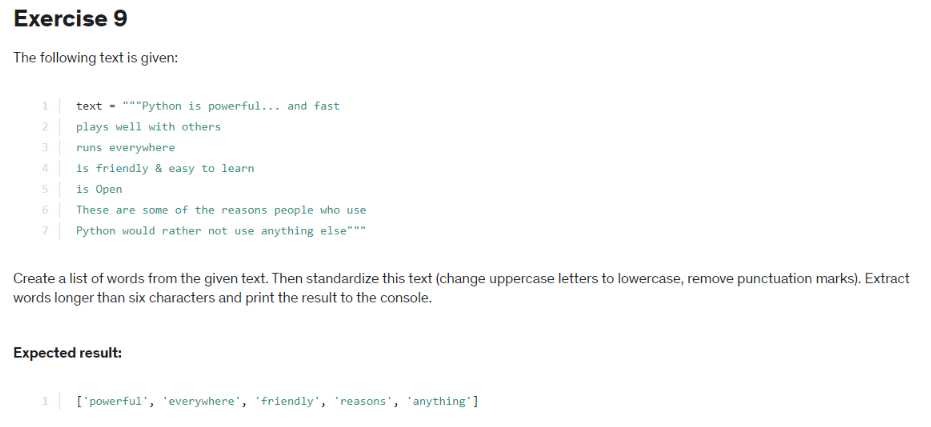 Exercise 9
The following text is given:
1 text = """Python is powerful... and fast
2 plays well with others
3 runs everywhere
4 is friendly & easy to learn
5 is Open
6 These are some of the reasons people who use
7 Python would rather not use anything else"""
Create a list of words from the given text. Then standardize this text (change uppercase letters to lowercase, remove punctuation marks). Extract
words longer than six characters and print the result to the console.
Expected result:
1 ['powerful', 'everywhere', 'friendly', 'reasons', 'anything']